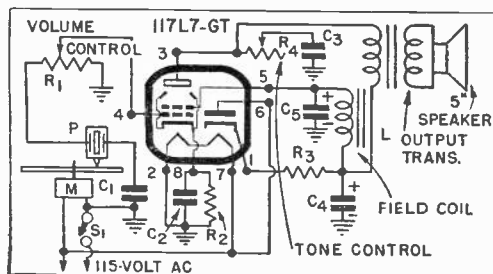 117L7-GT
VOLUME
CONTROL
R1
3
R4
C3
4
5
6
C5
+
L
5"
SPEAKER
OUTPUT
TRANS.
P
M
C1
S1
2
8
7
1
C2
R2
R3
+
C4
FIELD COIL
TONE CONTROL
115-VOLT AC